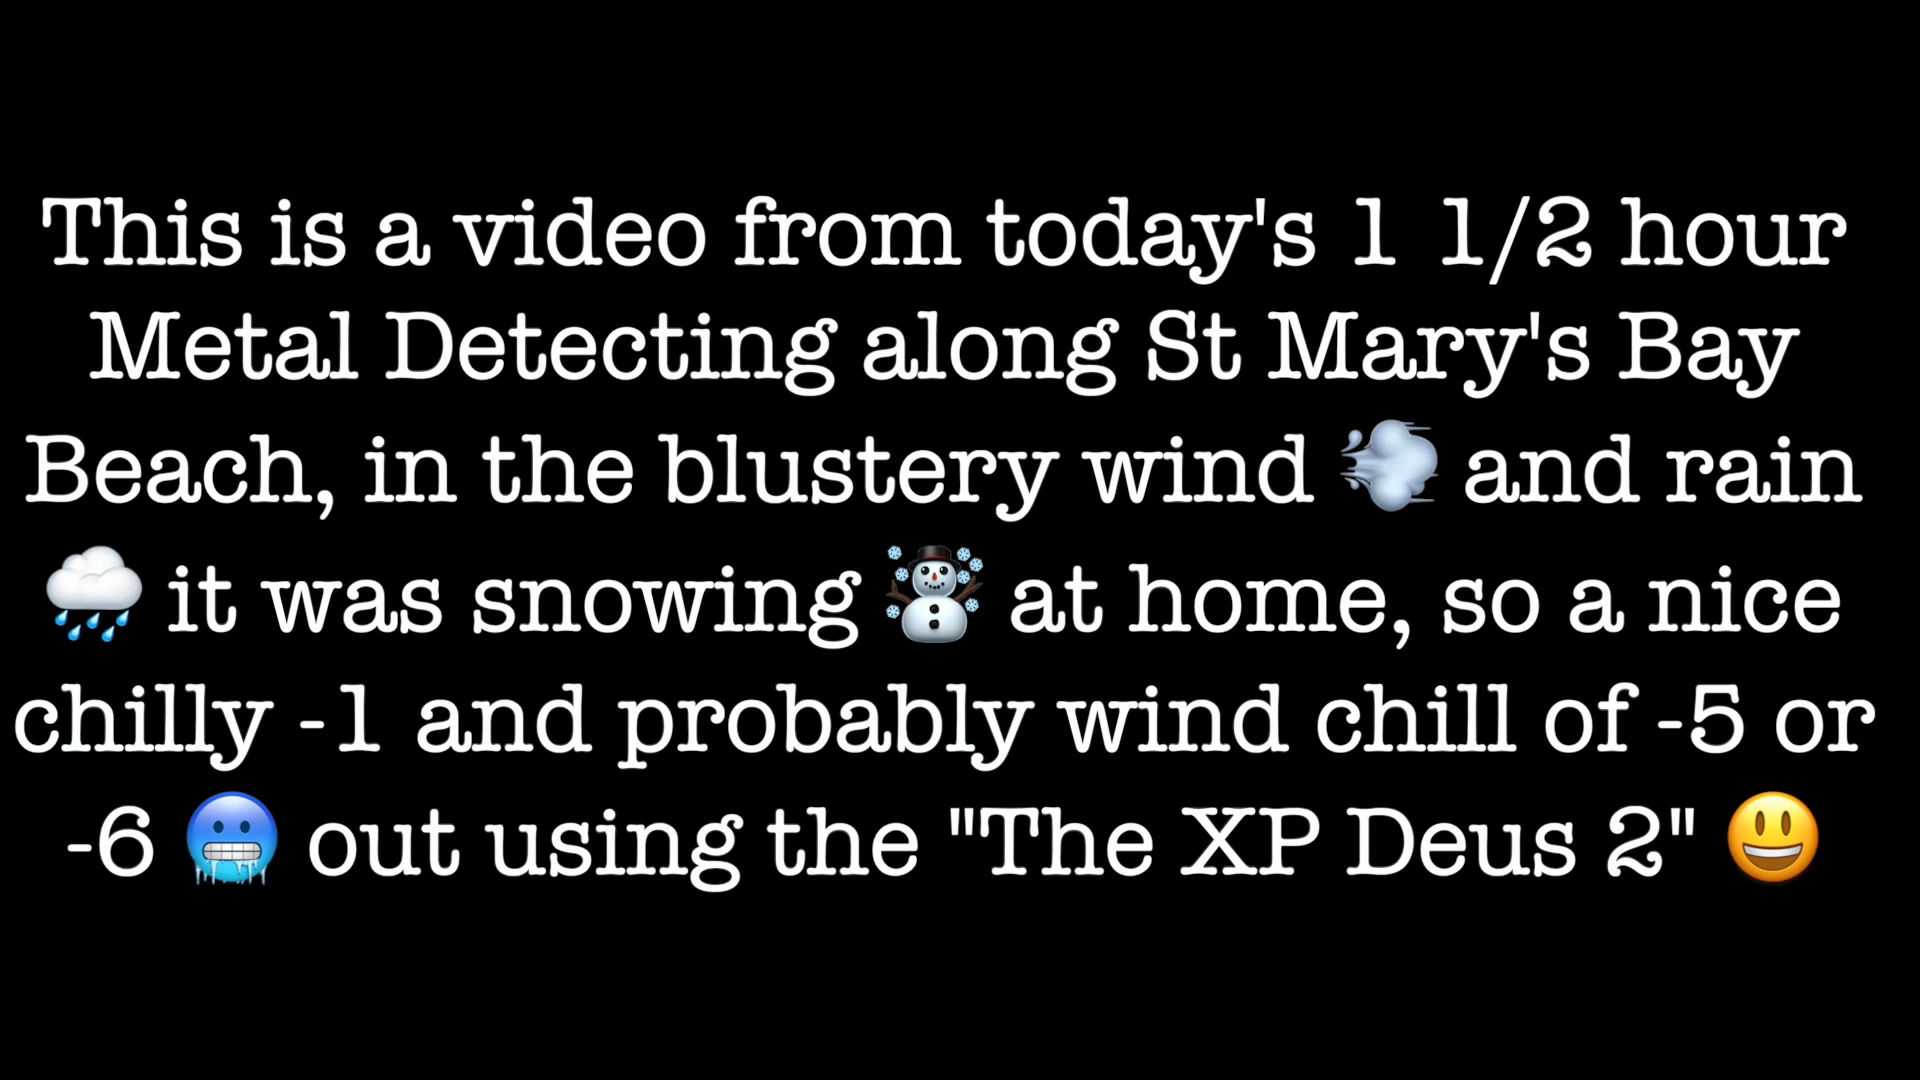 This is a video from today's 1 1/2 hour
Metal Detecting along St Mary's Bay
Beach, in the blustery wind 💨 and rain
🌧️ it was snowing ☃️ at home, so a nice
chilly -1 and probably wind chill of -5 or
-6 🥶 out using the "The XP Deus 2" 😃